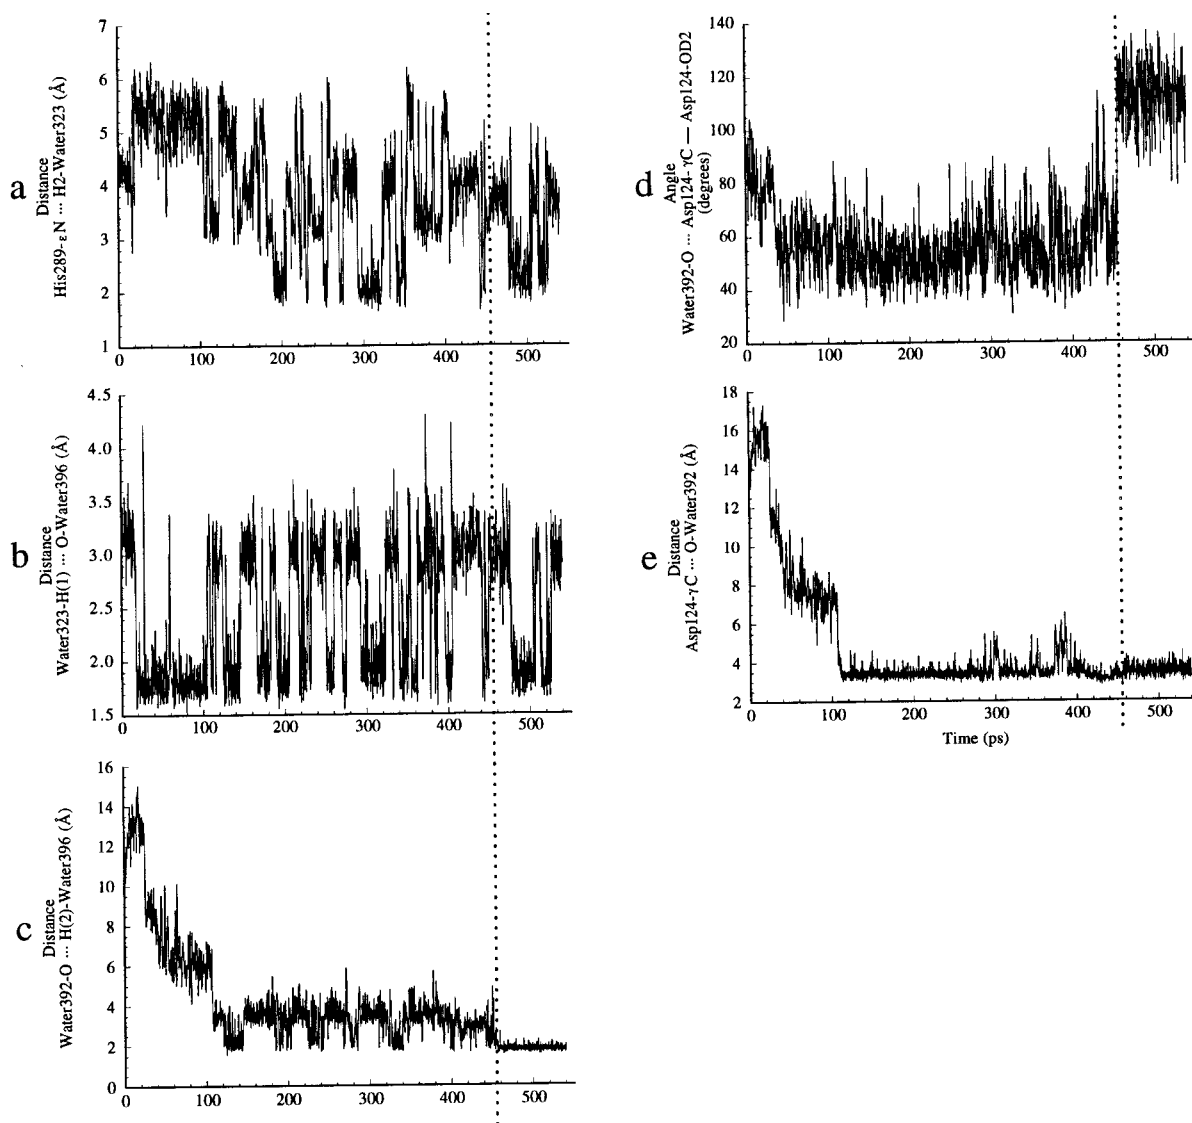 a
Distance
His289-εN ··· H2-Water323 (Å)
7
6
5
4
3
2
1
0 100 200 300 400 500
b
Distance
Water323-H(1) ··· O-Water396 (Å)
4.5
4.0
3.5
3.0
2.5
2.0
1.5
0 100 200 300 400 500
c
Distance
Water392-O ··· H(2)-Water396 (Å)
16
14
12
10
8
6
4
2
0
0 100 200 300 400 500
d
Angle
Water392-O ··· Asp124-γC — Asp124-OD2
(degrees)
140
120
100
80
60
40
20
0 100 200 300 400 500
e
Distance
Asp124-γC ··· O-Water392 (Å)
18
16
14
12
10
8
6
4
2
0 100 200 300 400 500
Time (ps)